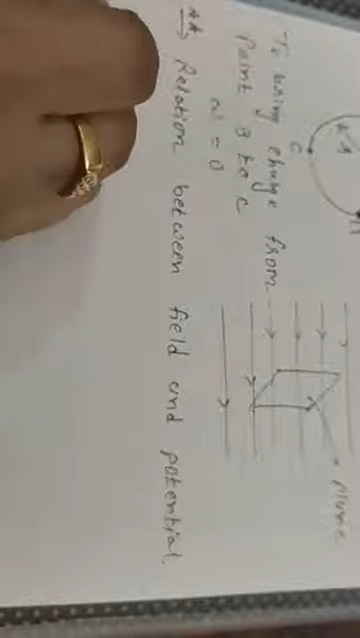 C
To bring charge from
Point B to C
W = 0
Plane
** Relation between field and potential.